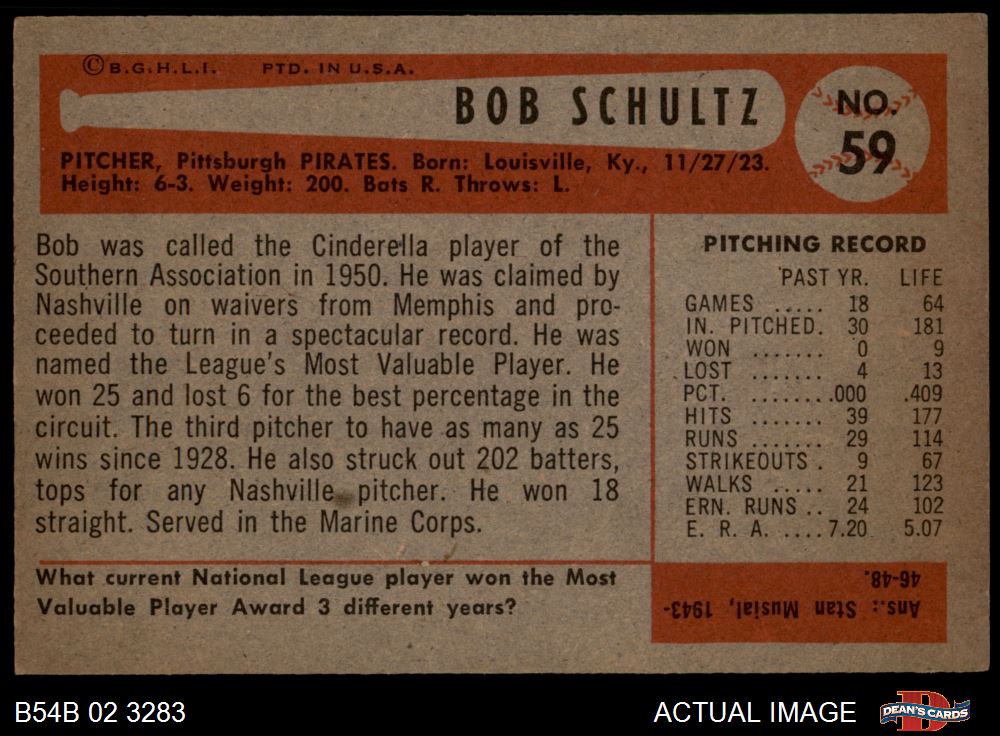 © B.G.H.L.I. PTD. IN U.S.A.
BOB SCHULTZ
NO.
59
PITCHER, Pittsburgh PIRATES. Born: Louisville, Ky., 11/27/23.
Height: 6-3. Weight: 200. Bats R. Throws: L.
Bob was called the Cinderella player of the
Southern Association in 1950. He was claimed by
Nashville on waivers from Memphis and pro-
ceeded to turn in a spectacular record. He was
named the League's Most Valuable Player. He
won 25 and lost 6 for the best percentage in the
circuit. The third pitcher to have as many as 25
wins since 1928. He also struck out 202 batters,
tops for any Nashville pitcher. He won 18
straight. Served in the Marine Corps.
PITCHING RECORD
PAST YR. LIFE
GAMES ..... 18 64
IN. PITCHED. 30 181
WON ....... 0 9
LOST ....... 4 13
PCT. ........ .000 .409
HITS ....... 39 177
RUNS ....... 29 114
STRIKEOUTS . 9 67
WALKS ..... 21 123
ERN. RUNS .. 24 102
E. R. A. .... 7.20 5.07
What current National League player won the Most
Valuable Player Award 3 different years?
Ans.: Stan Musial, 1943-
46-48.
B54B 02 3283
ACTUAL IMAGE
DEAN'S CARDS